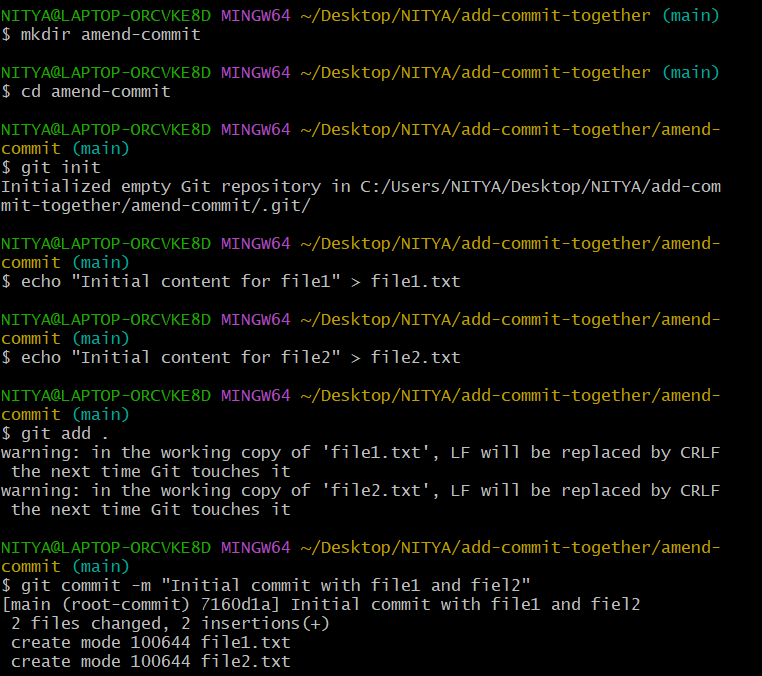 NITYA@LAPTOP-ORCVKE8D MINGW64 ~/Desktop/NITYA/add-commit-together (main)
$ mkdir amend-commit
NITYA@LAPTOP-ORCVKE8D MINGW64 ~/Desktop/NITYA/add-commit-together (main)
$ cd amend-commit
NITYA@LAPTOP-ORCVKE8D MINGW64 ~/Desktop/NITYA/add-commit-together/amend-
commit (main)
$ git init
Initialized empty Git repository in C:/Users/NITYA/Desktop/NITYA/add-com
mit-together/amend-commit/.git/
NITYA@LAPTOP-ORCVKE8D MINGW64 ~/Desktop/NITYA/add-commit-together/amend-
commit (main)
$ echo "Initial content for file1" > file1.txt
NITYA@LAPTOP-ORCVKE8D MINGW64 ~/Desktop/NITYA/add-commit-together/amend-
commit (main)
$ echo "Initial content for file2" > file2.txt
NITYA@LAPTOP-ORCVKE8D MINGW64 ~/Desktop/NITYA/add-commit-together/amend-
commit (main)
$ git add .
warning: in the working copy of 'file1.txt', LF will be replaced by CRLF
 the next time Git touches it
warning: in the working copy of 'file2.txt', LF will be replaced by CRLF
 the next time Git touches it
NITYA@LAPTOP-ORCVKE8D MINGW64 ~/Desktop/NITYA/add-commit-together/amend-
commit (main)
$ git commit -m "Initial commit with file1 and fiel2"
[main (root-commit) 7160d1a] Initial commit with file1 and fiel2
 2 files changed, 2 insertions(+)
 create mode 100644 file1.txt
 create mode 100644 file2.txt